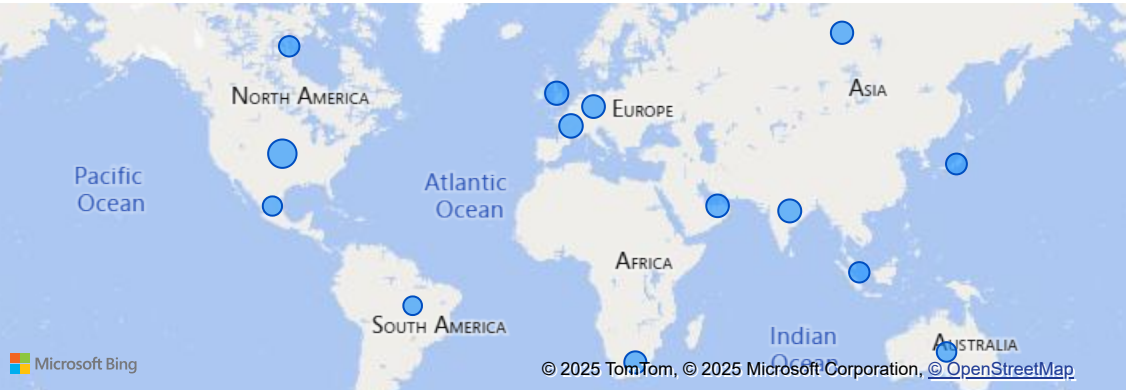 NORTH AMERICA
EUROPE
ASIA
Pacific
Ocean
Atlantic
Ocean
AFRICA
SOUTH AMERICA
Indian
Ocean
AUSTRALIA
Microsoft Bing
© 2025 TomTom, © 2025 Microsoft Corporation, © OpenStreetMap